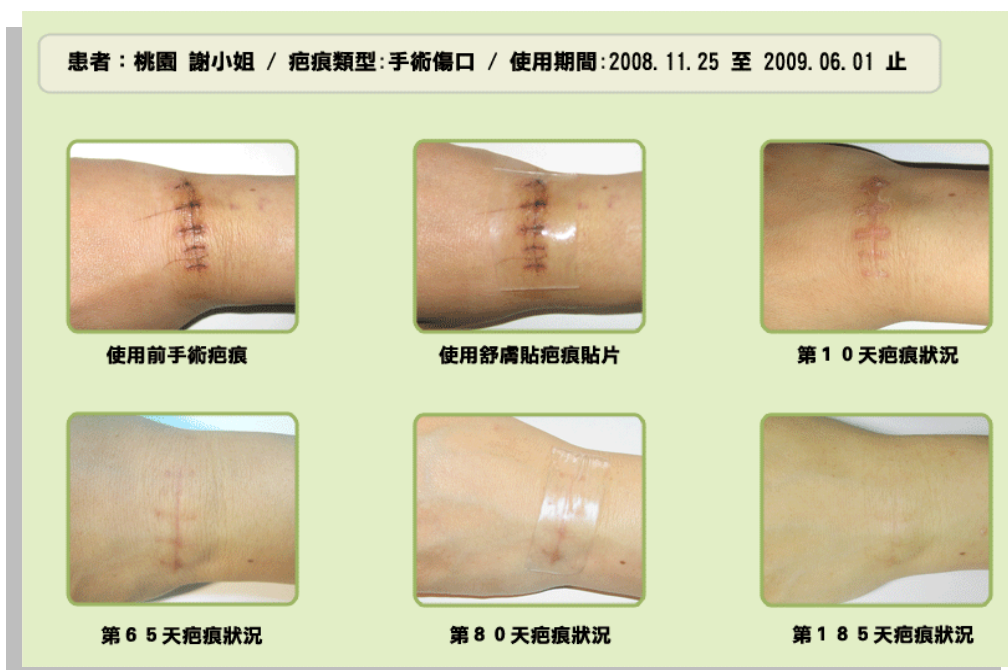 患者：桃園 謝小姐 / 疤痕類型:手術傷口 / 使用期間:2008.11.25 至 2009.06.01 止
使用前手術疤痕
使用舒膚貼疤痕貼片
第１０天疤痕狀況
第６５天疤痕狀況
第８０天疤痕狀況
第１８５天疤痕狀況